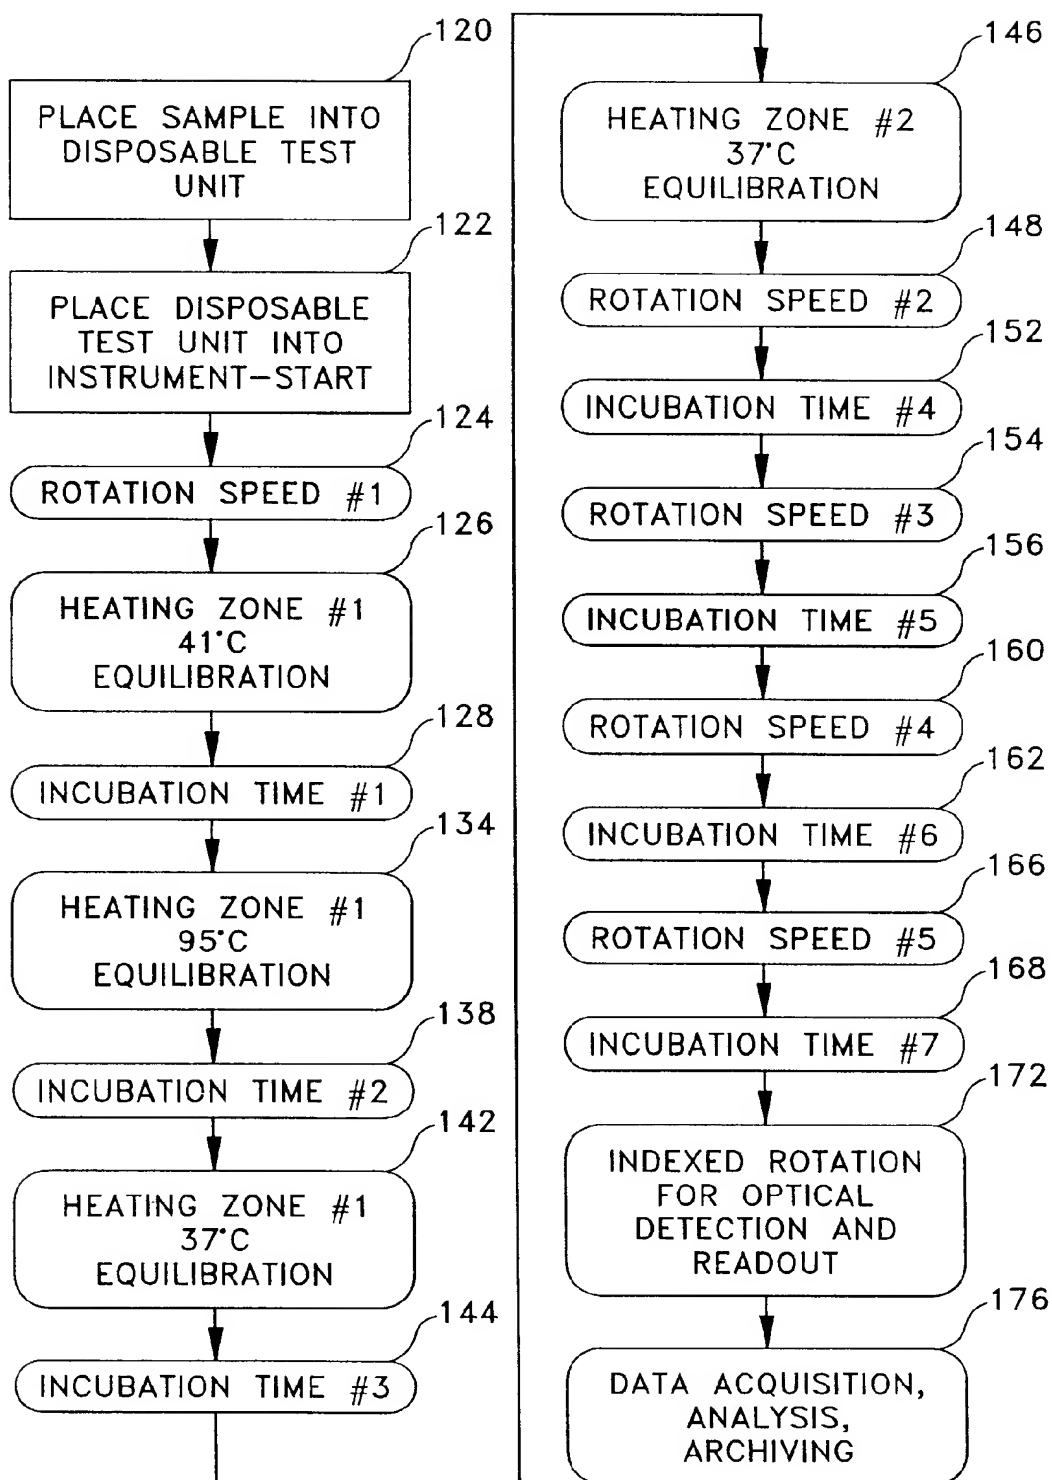 120
PLACE SAMPLE INTO
DISPOSABLE TEST
UNIT
122
PLACE DISPOSABLE
TEST UNIT INTO
INSTRUMENT-START
124
ROTATION SPEED #1
126
HEATING ZONE #1
41°C
EQUILIBRATION
128
INCUBATION TIME #1
134
HEATING ZONE #1
95°C
EQUILIBRATION
138
INCUBATION TIME #2
142
HEATING ZONE #1
37°C
EQUILIBRATION
144
INCUBATION TIME #3
146
HEATING ZONE #2
37°C
EQUILIBRATION
148
ROTATION SPEED #2
152
INCUBATION TIME #4
154
ROTATION SPEED #3
156
INCUBATION TIME #5
160
ROTATION SPEED #4
162
INCUBATION TIME #6
166
ROTATION SPEED #5
168
INCUBATION TIME #7
172
INDEXED ROTATION
FOR OPTICAL
DETECTION AND
READOUT
176
DATA ACQUISITION,
ANALYSIS,
ARCHIVING